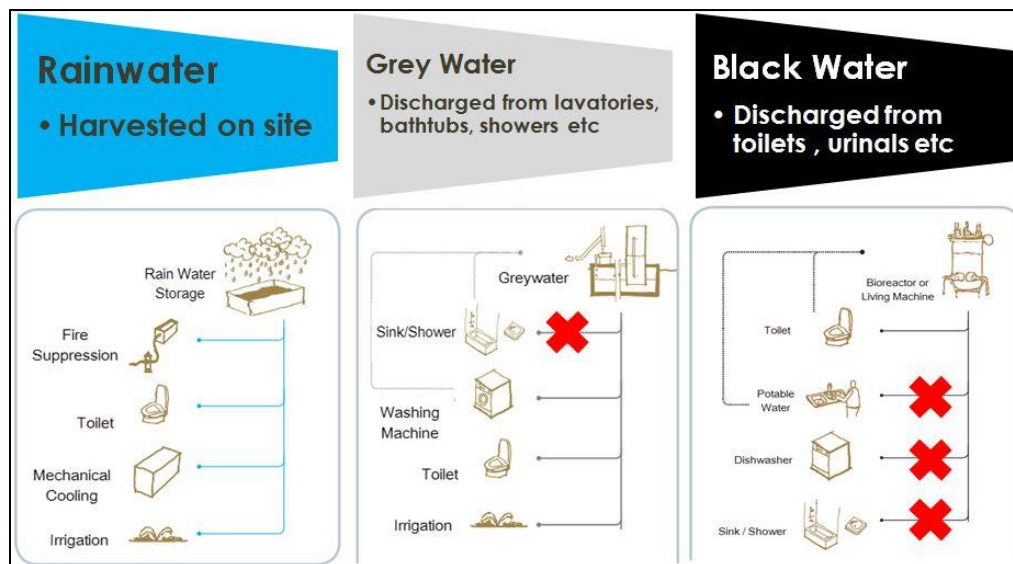 Rainwater
• Harvested on site
Grey Water
•Discharged from lavatories,
bathtubs, showers etc
Black Water
• Discharged from
toilets , urinals etc
Rain Water
Storage
Fire
Suppression
Toilet
Mechanical
Cooling
Irrigation
Greywater
Sink/Shower
Washing
Machine
Toilet
Irrigation
Bioreactor or
Living Machine
Toilet
Potable
Water
Dishwasher
Sink / Shower